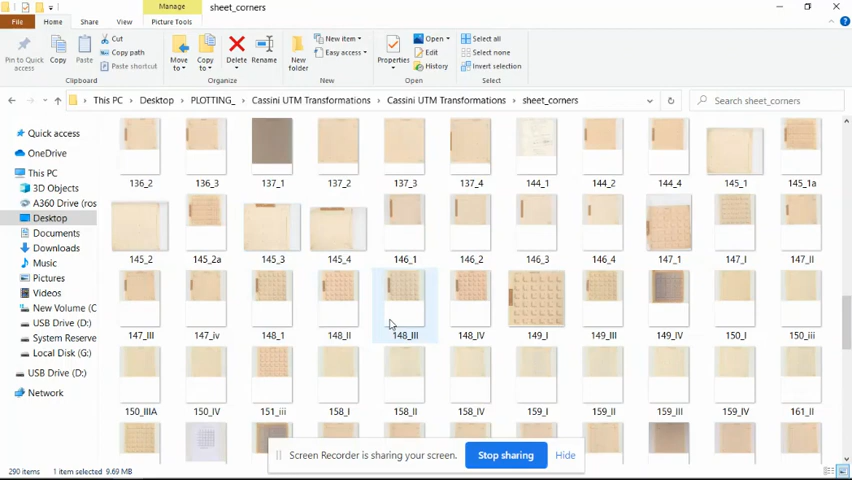 Manage
sheet_corners
File Home Share View Picture Tools
Pin to Quick access
Copy
Paste
Cut
Copy path
Paste shortcut
Clipboard
Move to
Copy to
Delete
Rename
Organize
New folder
New item
Easy access
New
Properties
Open
Edit
History
Open
Select all
Select none
Invert selection
Select
This PC Desktop PLOTTING_ Cassini UTM Transformations Cassini UTM Transformations sheet_corners
Search sheet_corners
Quick access
OneDrive
This PC
3D Objects
A360 Drive (ros
Desktop
Documents
Downloads
Music
Pictures
Videos
New Volume (C
USB Drive (D:)
System Reserve
Local Disk (G:)
USB Drive (D:)
Network
136_2 136_3 137_1 137_2 137_3 137_4 144_1 144_2 144_4 145_1 145_1a
145_2 145_2a 145_3 145_4 146_1 146_2 146_3 146_4 147_1 147_I 147_II
147_III 147_iv 148_1 148_II 148_III 148_IV 149_I 149_III 149_IV 150_I 150_iii
150_IIIA 150_IV 151_iii 158_I 158_II 158_IV 159_I 159_II 159_III 159_IV 161_II
Screen Recorder is sharing your screen. Stop sharing Hide
290 items 1 item selected 9.69 MB